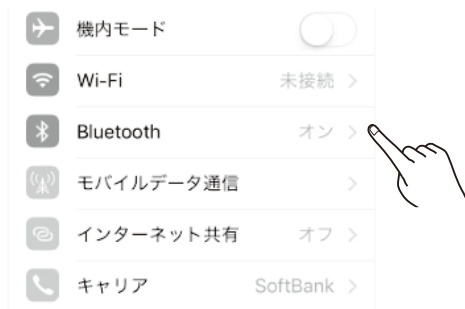 機内モード
Wi-Fi 未接続
Bluetooth オン
モバイルデータ通信
インターネット共有 オフ
キャリア SoftBank